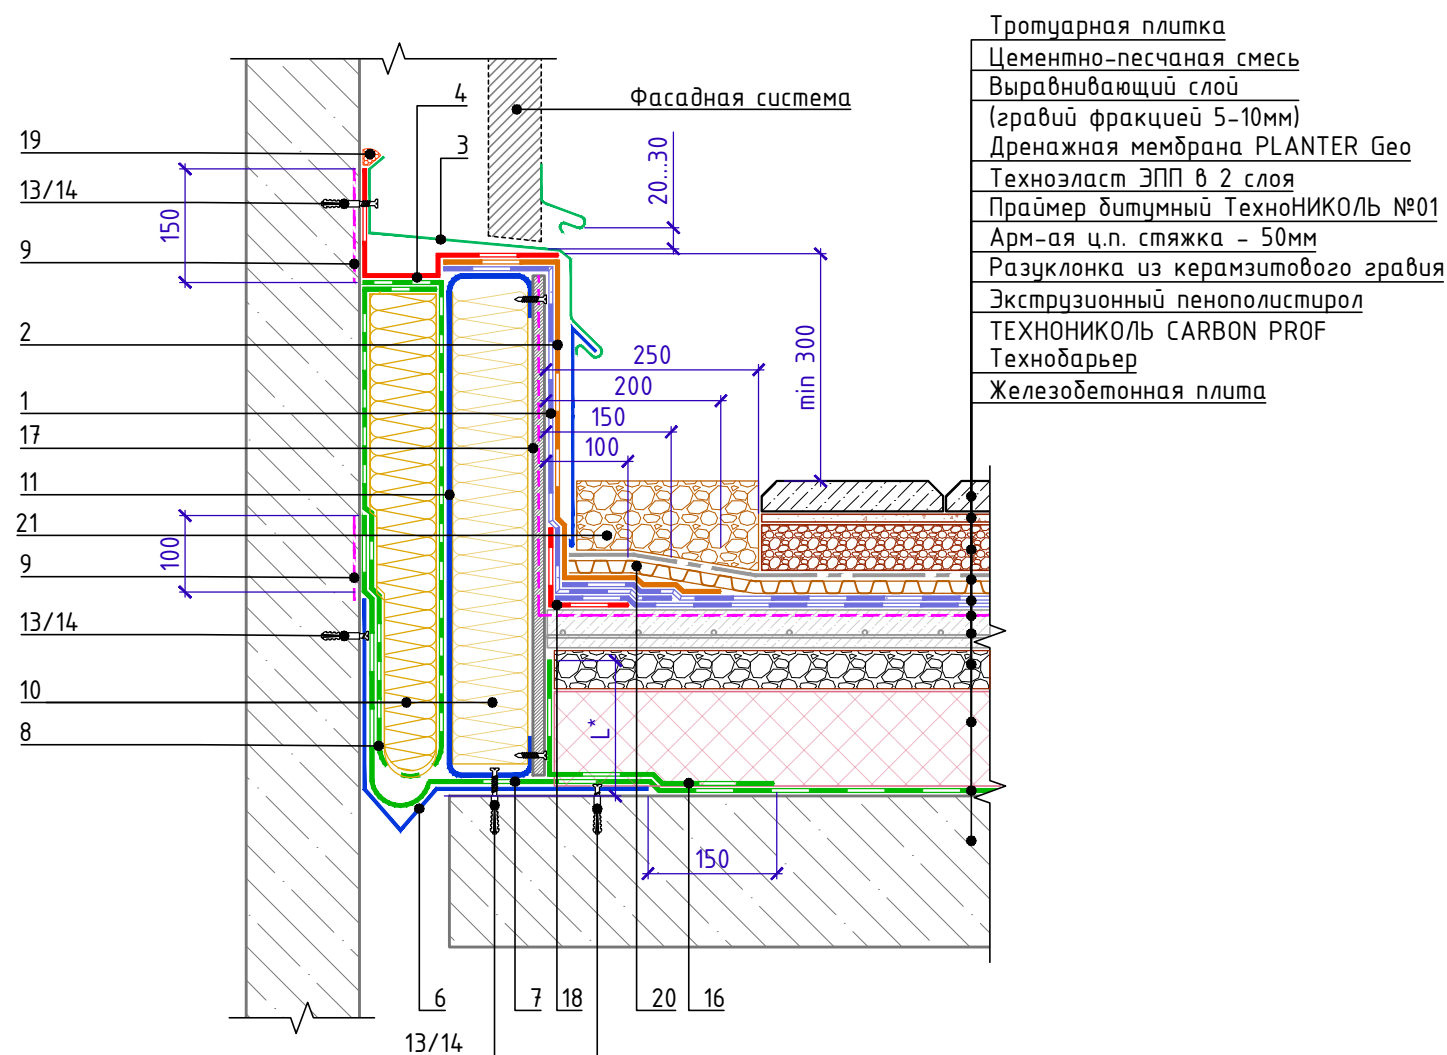 Тротуарная плитка
Цементно-песчаная смесь
Выравнивающий слой
(гравий фракцией 5-10мм)
Дренажная мембрана PLANTER Geo
Техноэласт ЭПП в 2 слоя
Праймер битумный ТехноНИКОЛЬ №01
Арм-ая ц.п. стяжка - 50мм
Разуклонка из керамзитового гравия
Экструзионный пенополистирол
ТЕХНОНИКОЛЬ CARBON PROF
Технобарьер
Железобетонная плита
Фасадная система
4
3
19
13/14
9
2
1
17
11
21
9
13/14
10
8
150
100
20...30
min 300
250
200
150
100
L*
150
6
7
18
20
16
13/14